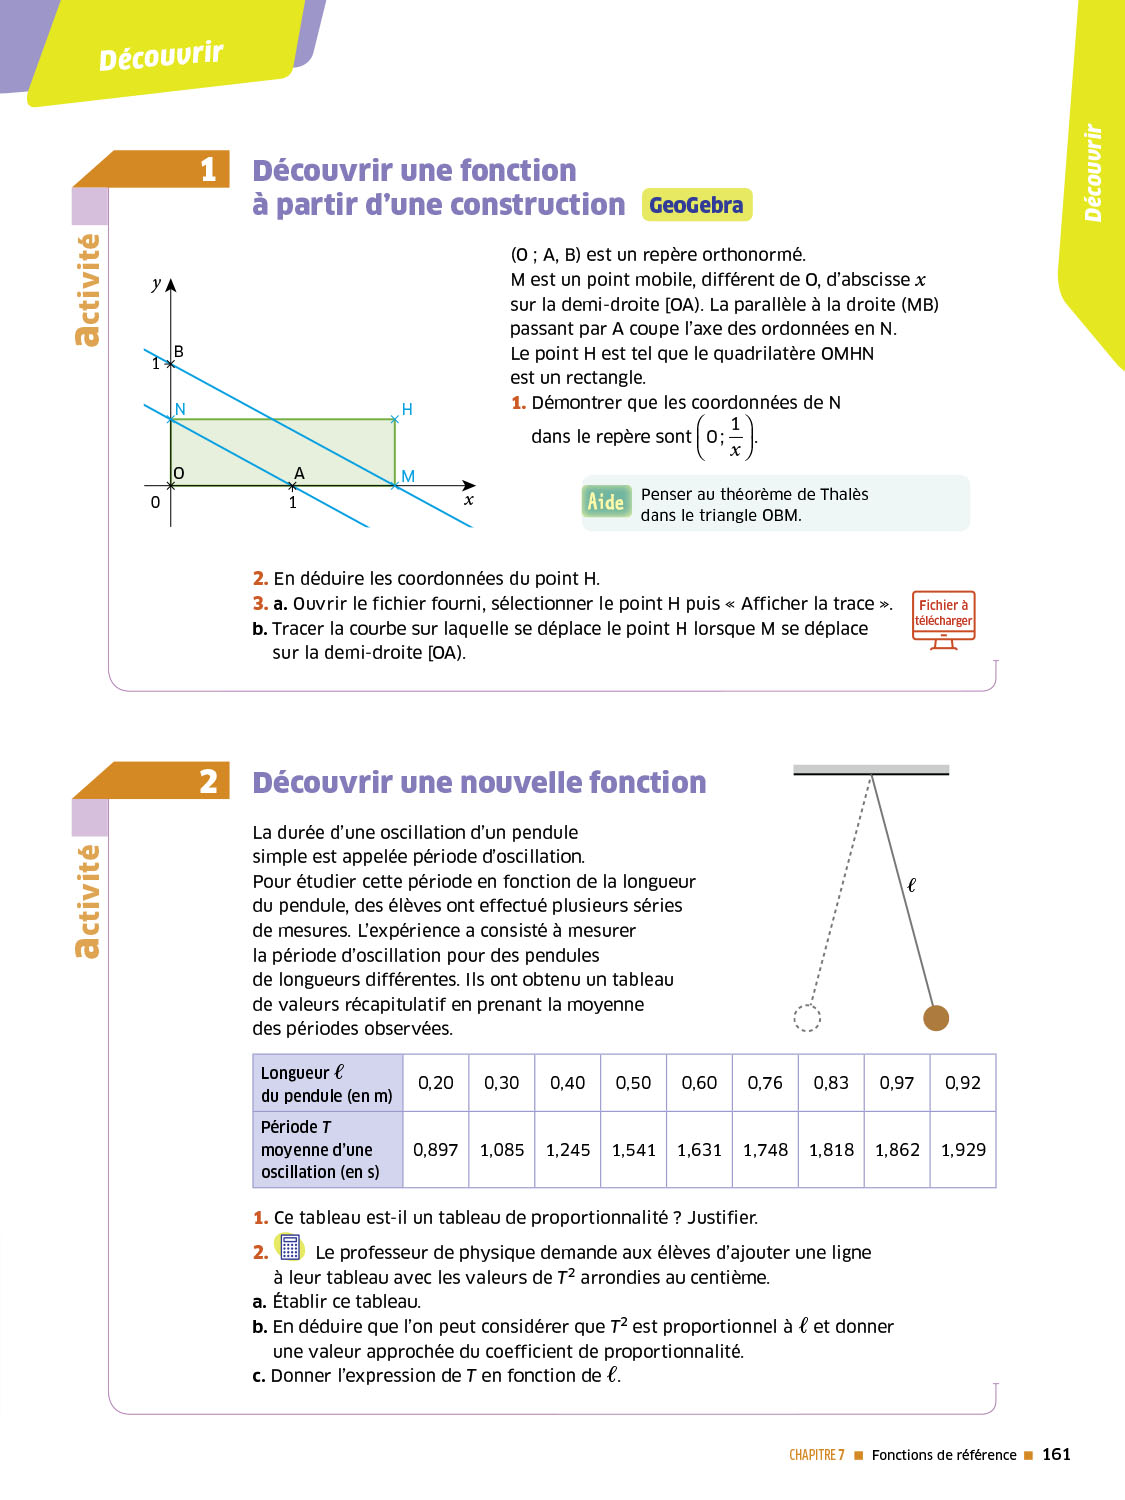 Découvrir
Découvrir
activité
1
Découvrir une fonction
à partir d’une construction GeoGebra
y
B
1
N
H
O
A
M
0
1
x
(O ; A, B) est un repère orthonormé.
M est un point mobile, différent de O, d’abscisse x
sur la demi-droite [OA). La parallèle à la droite (MB)
passant par A coupe l’axe des ordonnées en N.
Le point H est tel que le quadrilatère OMHN
est un rectangle.
1. Démontrer que les coordonnées de N
dans le repère sont (0 ; 1/x).
Aide
Penser au théorème de Thalès
dans le triangle OBM.
2. En déduire les coordonnées du point H.
3. a. Ouvrir le fichier fourni, sélectionner le point H puis « Afficher la trace ».
b. Tracer la courbe sur laquelle se déplace le point H lorsque M se déplace
sur la demi-droite [OA).
Fichier à
télécharger
activité
2
Découvrir une nouvelle fonction
La durée d’une oscillation d’un pendule
simple est appelée période d’oscillation.
Pour étudier cette période en fonction de la longueur
du pendule, des élèves ont effectué plusieurs séries
de mesures. L’expérience a consisté à mesurer
la période d’oscillation pour des pendules
de longueurs différentes. Ils ont obtenu un tableau
de valeurs récapitulatif en prenant la moyenne
des périodes observées.
ℓ
Longueur ℓ
du pendule (en m)
0,20 0,30 0,40 0,50 0,60 0,76 0,83 0,97 0,92
Période T
moyenne d’une
oscillation (en s)
0,897 1,085 1,245 1,541 1,631 1,748 1,818 1,862 1,929
1. Ce tableau est-il un tableau de proportionnalité ? Justifier.
2. Le professeur de physique demande aux élèves d’ajouter une ligne
à leur tableau avec les valeurs de T² arrondies au centième.
a. Établir ce tableau.
b. En déduire que l’on peut considérer que T² est proportionnel à ℓ et donner
une valeur approchée du coefficient de proportionnalité.
c. Donner l’expression de T en fonction de ℓ.
CHAPITRE 7 ■ Fonctions de référence ■ 161